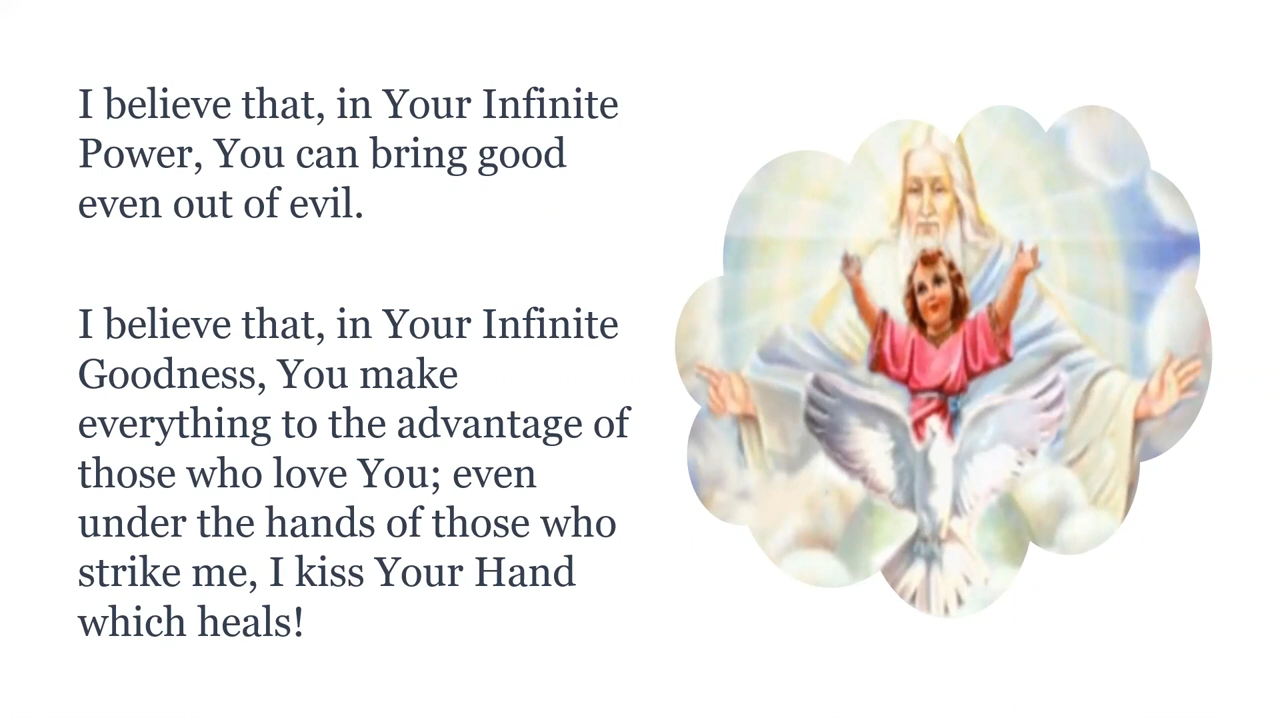 I believe that, in Your Infinite
Power, You can bring good
even out of evil.
I believe that, in Your Infinite
Goodness, You make
everything to the advantage of
those who love You; even
under the hands of those who
strike me, I kiss Your Hand
which heals!